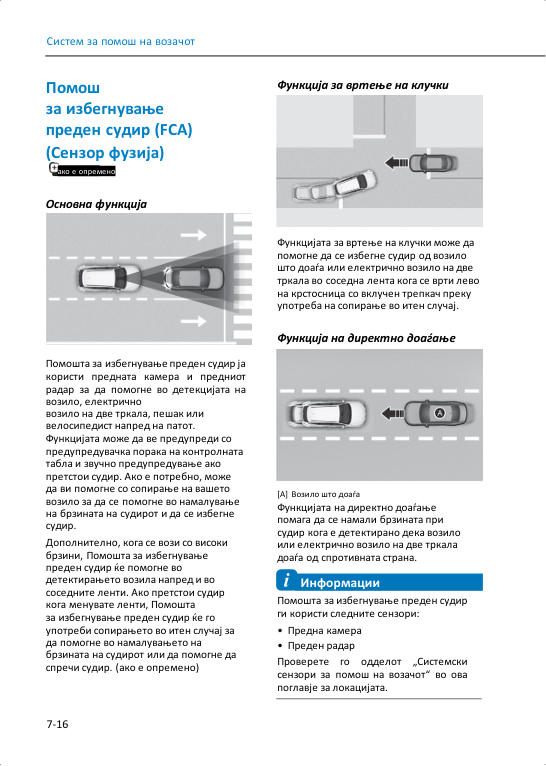 Систем за помош на возачот
Помош
за избегнување
преден судир (FCA)
(Сензор фузија)
ако е опремено
Основна функција
Помошта за избегнување преден судир ја
користи предната камера и предниот
радар за да помогне во детекцијата на
возило, електрично
возило на две тркала, пешак или
велосипедист напред на патот.
Функцијата може да ве предупреди со
предупредувачка порака на контролната
табла и звучно предупредување ако
претстои судир. Ако е потребно, може
да ви помогне со сопирање на вашето
возило за да се помогне во намалување
на брзината на судирот и да се избегне
судир.
Дополнително, кога се вози со високи
брзини, Помошта за избегнување
преден судир ќе помогне во
детектирањето возила напред и во
соседните ленти. Ако претстои судир
кога менувате ленти, Помошта
за избегнување преден судир ќе го
употреби сопирањето во итен случај за
да помогне во намалувањето на
брзината на судирот или да помогне да
спречи судир. (ако е опремено)
Функција за вртење на клучки
Функцијата за вртење на клучки може да
помогне да се избегне судир од возило
што доаѓа или електрично возило на две
тркала во соседна лента кога се врти лево
на крстосница со вклучен трепкач преку
употреба на сопирање во итен случај.
Функција на директно доаѓање
A
[A] Возило што доаѓа
Функцијата на директно доаѓање
помага да се намали брзината при
судир кога е детектирано дека возило
или електрично возило на две тркала
доаѓа од спротивната страна.
i Информации
Помошта за избегнување преден судир
ги користи следните сензори:
• Предна камера
• Преден радар
Проверете го одделот „Системски
сензори за помош на возачот“ во ова
поглавје за локацијата.
7-16